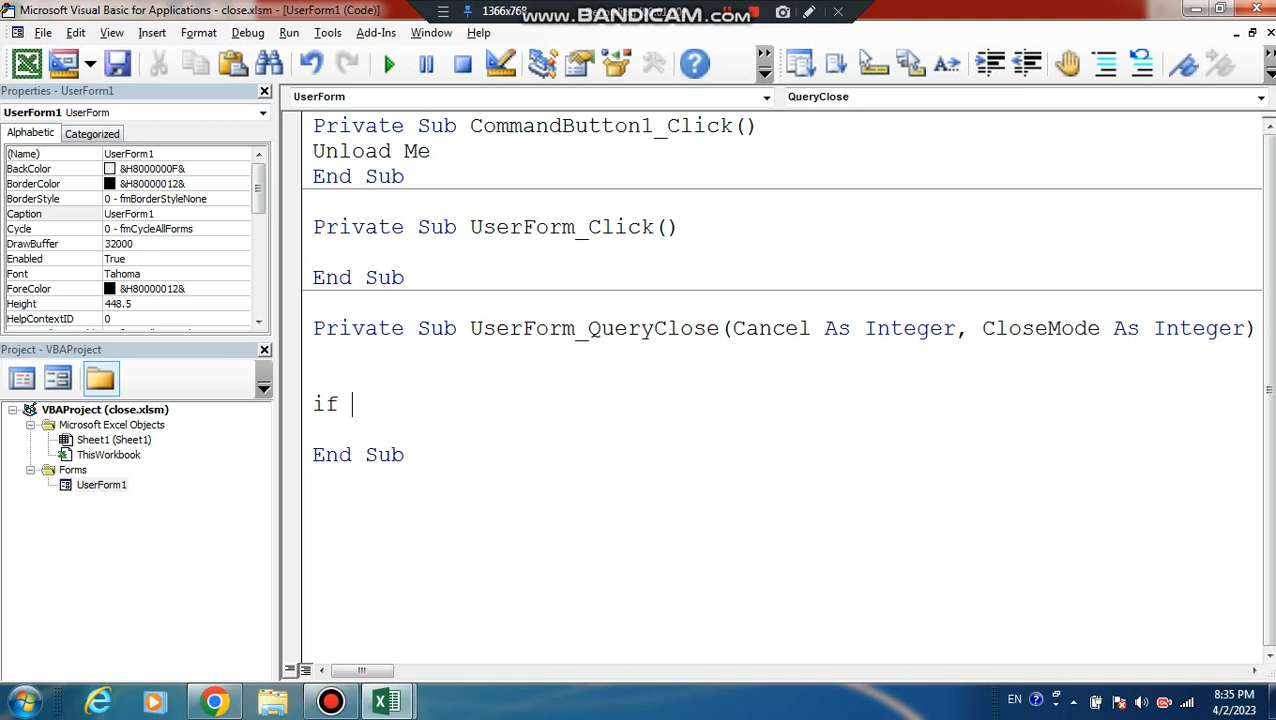 Microsoft Visual Basic for Applications - close.xlsm - [UserForm1 (Code)]
1366x768
www.BANDICAM.com
File Edit View Insert Format Debug Run Tools Add-Ins Window Help
Properties - UserForm1
UserForm1 UserForm
Alphabetic Categorized
(Name) UserForm1
BackColor &H8000000F&
BorderColor &H80000012&
BorderStyle 0 - fmBorderStyleNone
Caption UserForm1
Cycle 0 - fmCycleAllForms
DrawBuffer 32000
Enabled True
Font Tahoma
ForeColor &H80000012&
Height 448.5
HelpContextID 0
Project - VBAProject
VBAProject (close.xlsm)
Microsoft Excel Objects
Sheet1 (Sheet1)
ThisWorkbook
Forms
UserForm1
UserForm
QueryClose
Private Sub CommandButton1_Click()
Unload Me
End Sub
Private Sub UserForm_Click()
End Sub
Private Sub UserForm_QueryClose(Cancel As Integer, CloseMode As Integer)
if
End Sub
EN
8:35 PM
4/2/2023